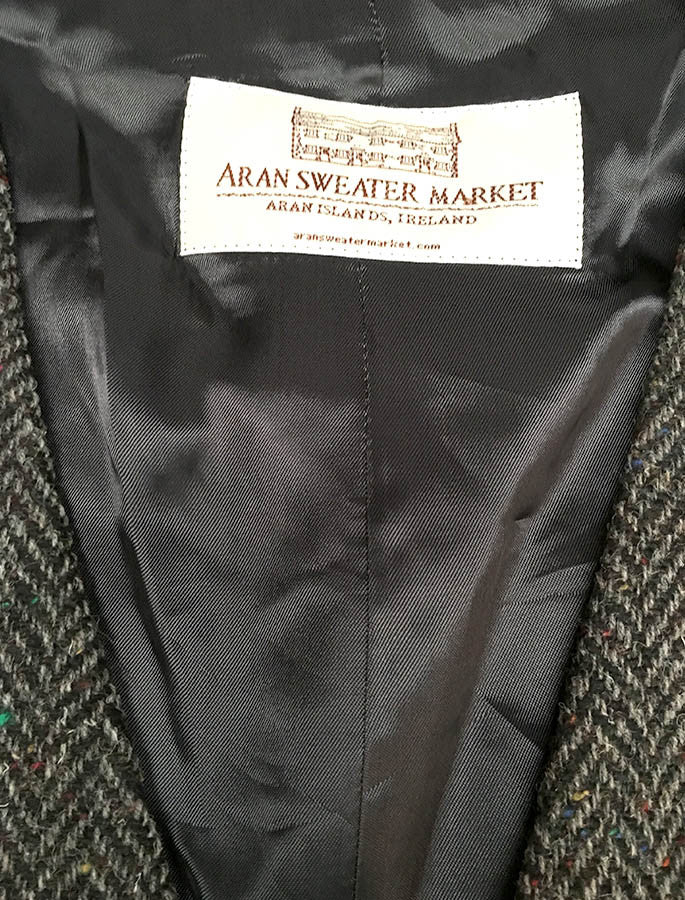 ARAN SWEATER MARKET
ARAN ISLANDS, IRELAND
aransweatermarket.com